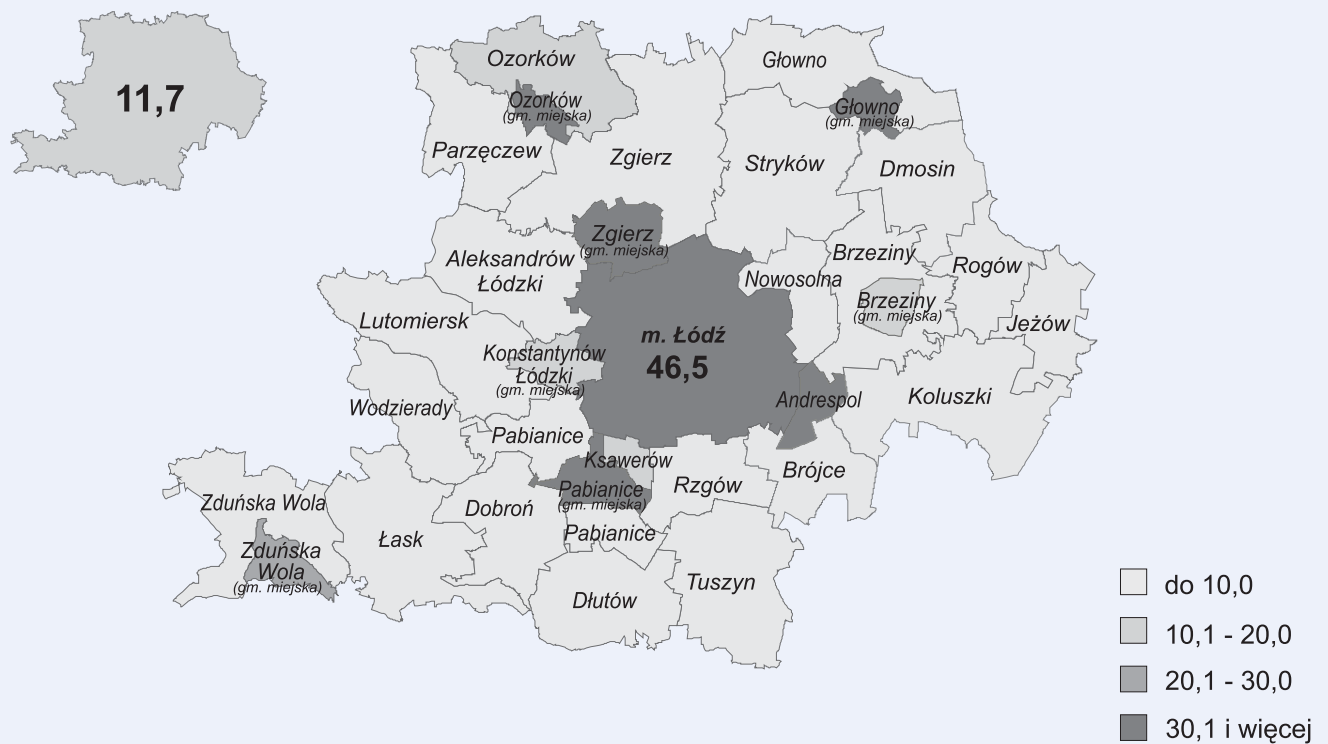 11,7
Ozorków
Ozorków
(gm. miejska)
Parzęczew
Zgierz
Głowno
Głowno
(gm. miejska)
Stryków
Dmosin
Zgierz
(gm. miejska)
Aleksandrów
Łódzki
Nowosolna
Brzeziny
Brzeziny
(gm. miejska)
Rogów
Jeżów
Lutomiersk
Konstantynów
Łódzki
(gm. miejska)
m. Łódź
46,5
Andrespol
Koluszki
Wodzierady
Pabianice
Ksawerów
Pabianice
(gm. miejska)
Rzgów
Brójce
Zduńska Wola
Zduńska
Wola
(gm. miejska)
Łask
Dobroń
Pabianice
Dłutów
Tuszyn
do 10,0
10,1 - 20,0
20,1 - 30,0
30,1 i więcej